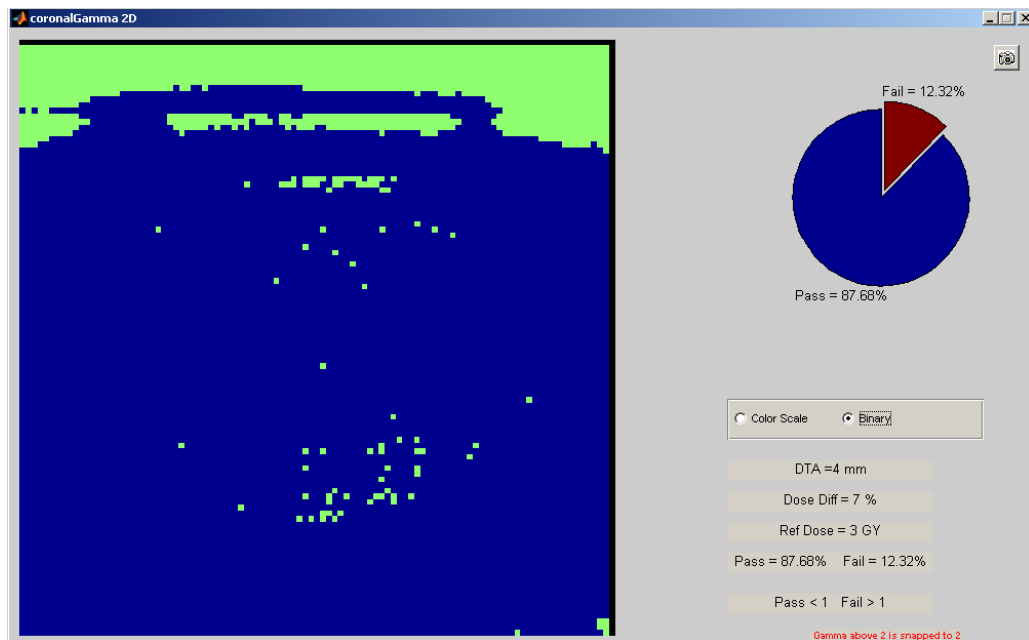 coronalGamma 2D
Fail = 12.32%
Pass = 87.68%
Color Scale Binary
DTA =4 mm
Dose Diff = 7 %
Ref Dose = 3 GY
Pass = 87.68% Fail = 12.32%
Pass < 1 Fail > 1
Gamma above 2 is snapped to 2